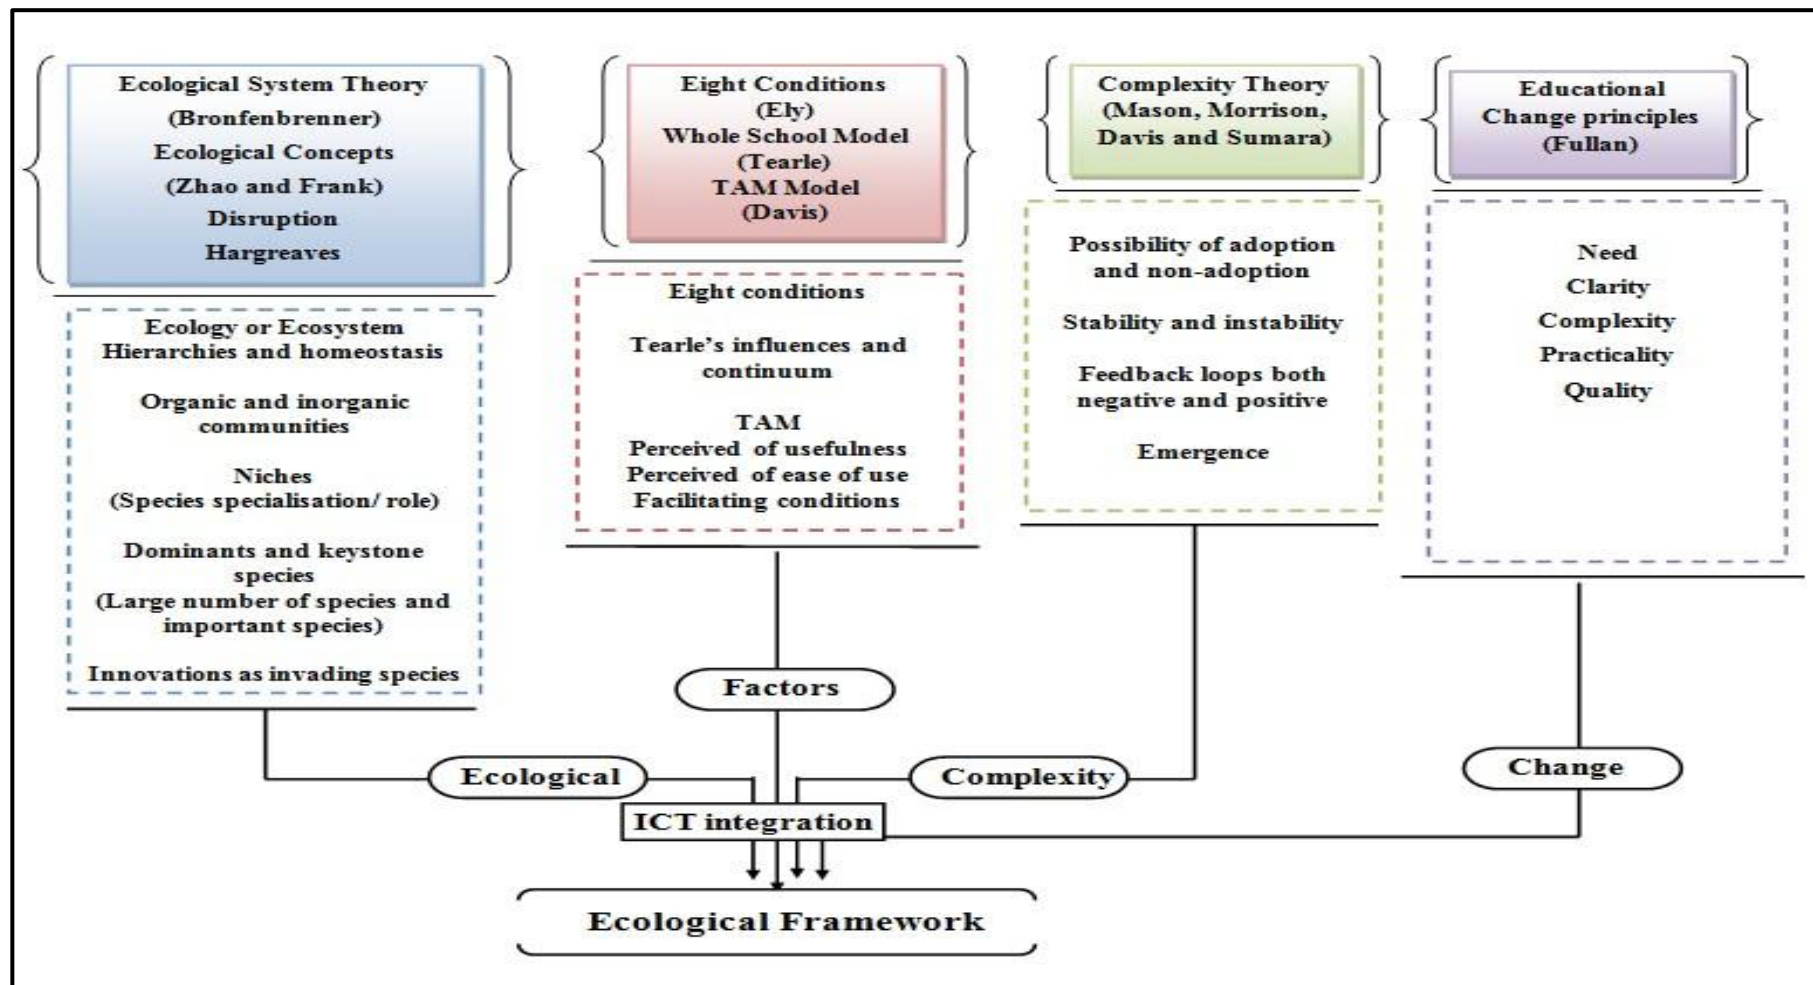 Ecological System Theory
(Bronfenbrenner)
Ecological Concepts
(Zhao and Frank)
Disruption
Hargreaves
Eight Conditions
(Ely)
Whole School Model
(Tearle)
TAM Model
(Davis)
Complexity Theory
(Mason, Morrison,
Davis and Sumara)
Educational
Change principles
(Fullan)
Ecology or Ecosystem
Hierarchies and homeostasis
Organic and inorganic
communities
Niches
(Species specialisation/ role)
Dominants and keystone
species
(Large number of species and
important species)
Innovations as invading species
Eight conditions
Tearle's influences and
continuum
TAM
Perceived of usefulness
Perceived of ease of use
Facilitating conditions
Possibility of adoption
and non-adoption
Stability and instability
Feedback loops both
negative and positive
Emergence
Need
Clarity
Complexity
Practicality
Quality
Factors
Ecological
Complexity
Change
ICT integration
Ecological Framework